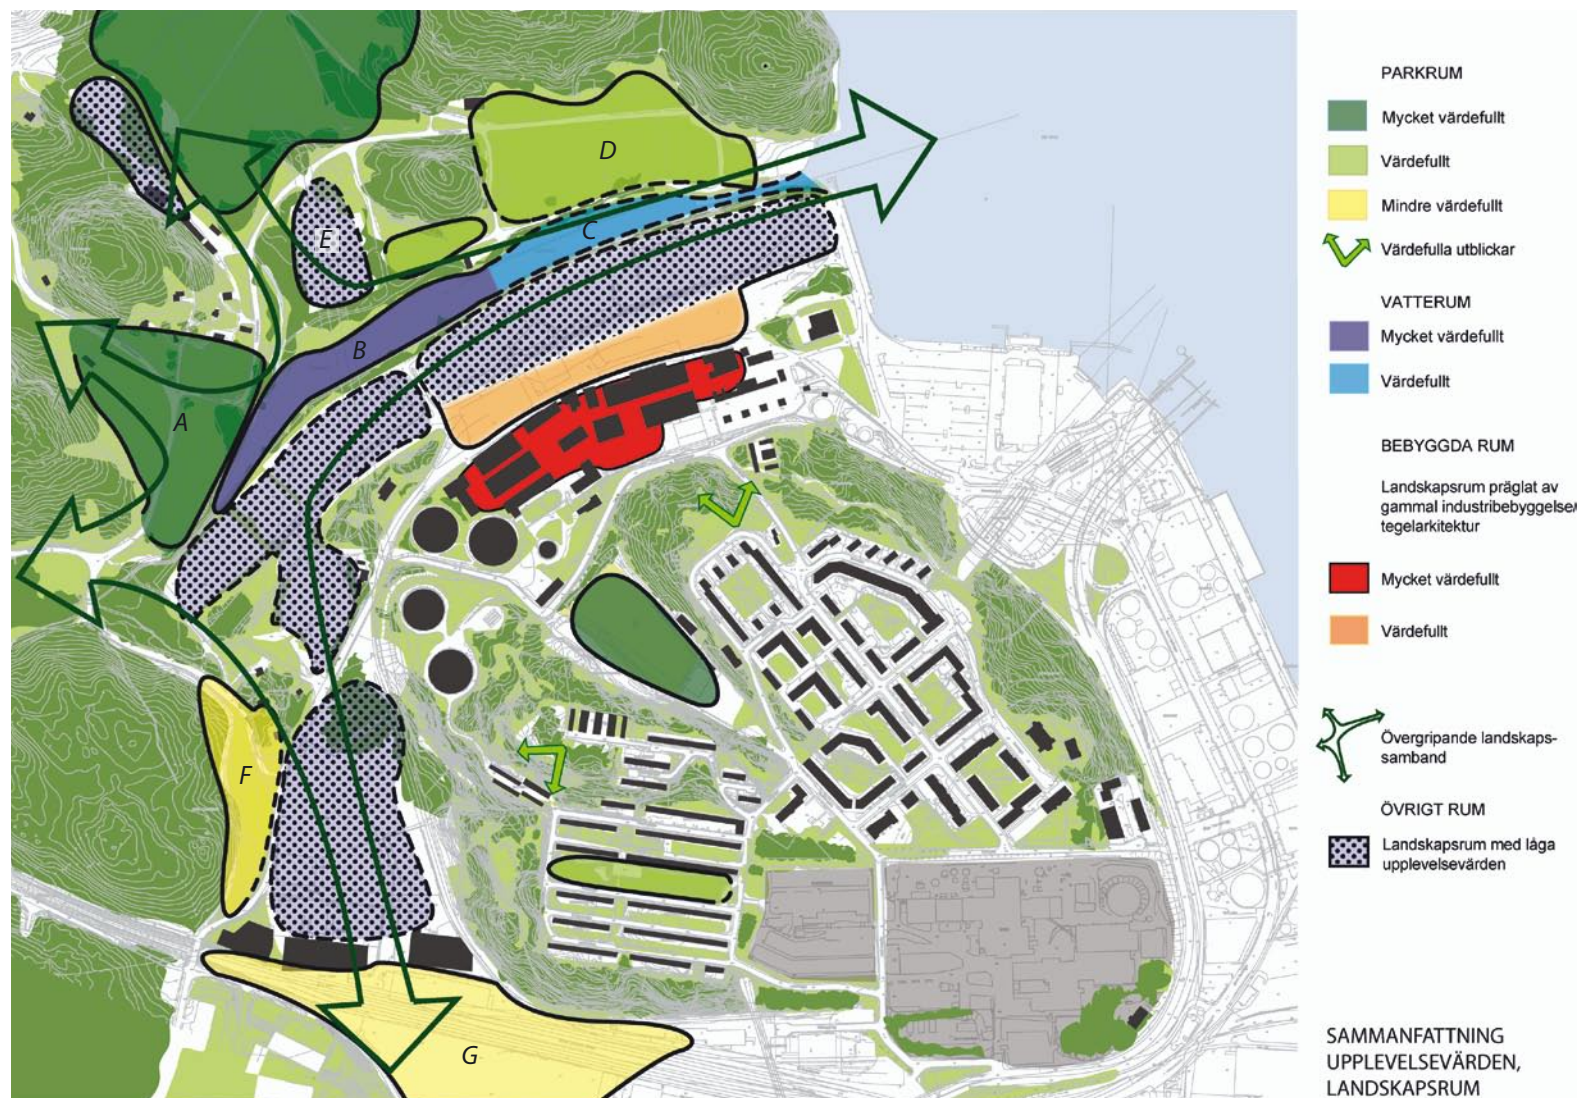 A
B
C
D
E
F
G
PARKRUM
Mycket värdefullt
Värdefullt
Mindre värdefullt
Värdefulla utblickar
VATTERUM
Mycket värdefullt
Värdefullt
BEBYGGDA RUM
Landskapsrum präglat av
gammal industribebyggelse/
tegelarkitektur
Mycket värdefullt
Värdefullt
Övergripande landskaps-
samband
ÖVRIGT RUM
Landskapsrum med låga
upplevelsevärden
SAMMANFATTNING
UPPLEVELSEVÄRDEN,
LANDSKAPSRUM